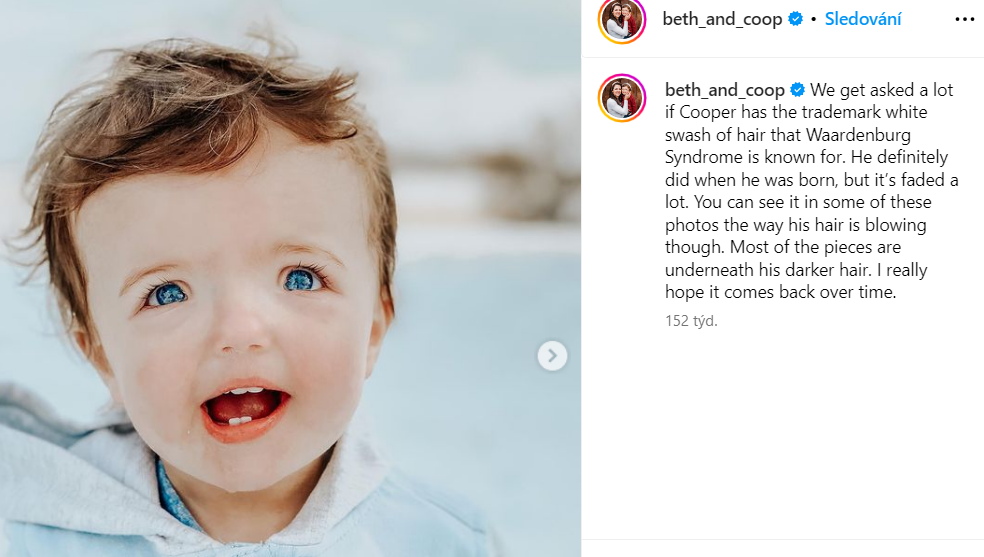 beth_and_coop • Sledování
beth_and_coop We get asked a lot
if Cooper has the trademark white
swash of hair that Waardenburg
Syndrome is known for. He definitely
did when he was born, but it’s faded a
lot. You can see it in some of these
photos the way his hair is blowing
though. Most of the pieces are
underneath his darker hair. I really
hope it comes back over time.
152 týd.